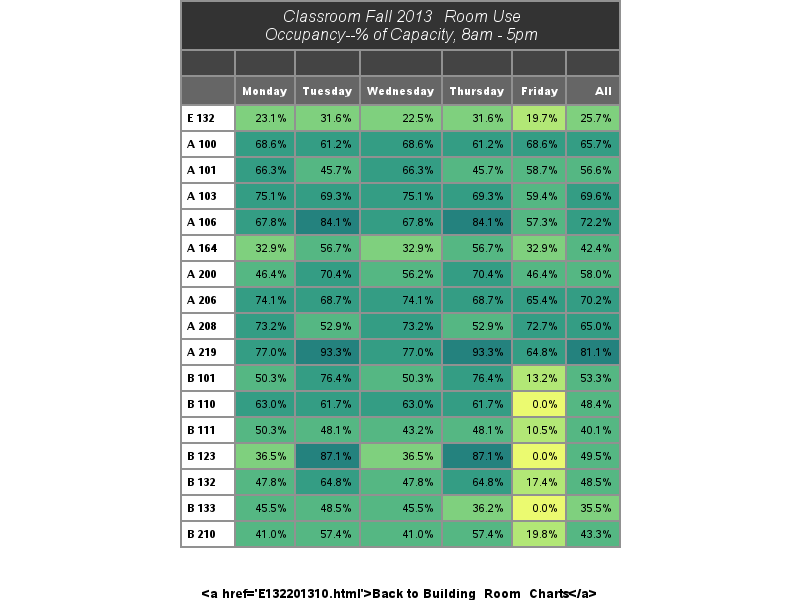 Classroom Fall 2013 Room Use
Occupancy--% of Capacity, 8am - 5pm
Monday Tuesday Wednesday Thursday Friday All
E 132 23.1% 31.6% 22.5% 31.6% 19.7% 25.7%
A 100 68.6% 61.2% 68.6% 61.2% 68.6% 65.7%
A 101 66.3% 45.7% 66.3% 45.7% 58.7% 56.6%
A 103 75.1% 69.3% 75.1% 69.3% 59.4% 69.6%
A 106 67.8% 84.1% 67.8% 84.1% 57.3% 72.2%
A 164 32.9% 56.7% 32.9% 56.7% 32.9% 42.4%
A 200 46.4% 70.4% 56.2% 70.4% 46.4% 58.0%
A 206 74.1% 68.7% 74.1% 68.7% 65.4% 70.2%
A 208 73.2% 52.9% 73.2% 52.9% 72.7% 65.0%
A 219 77.0% 93.3% 77.0% 93.3% 64.8% 81.1%
B 101 50.3% 76.4% 50.3% 76.4% 13.2% 53.3%
B 110 63.0% 61.7% 63.0% 61.7% 0.0% 48.4%
B 111 50.3% 48.1% 43.2% 48.1% 10.5% 40.1%
B 123 36.5% 87.1% 36.5% 87.1% 0.0% 49.5%
B 132 47.8% 64.8% 47.8% 64.8% 17.4% 48.5%
B 133 45.5% 48.5% 45.5% 36.2% 0.0% 35.5%
B 210 41.0% 57.4% 41.0% 57.4% 19.8% 43.3%
<a href='E132201310.html'>Back to Building_Room_Charts</a>